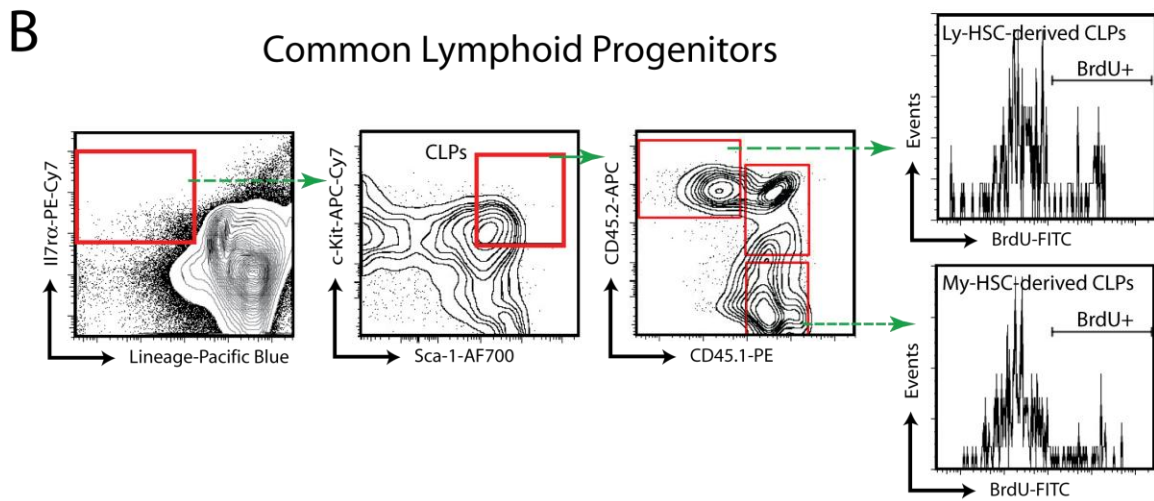 B
Common Lymphoid Progenitors
Il7rα-PE-Cy7
Lineage-Pacific Blue
c-Kit-APC-Cy7
CLPs
Sca-1-AF700
CD45.2-APC
CD45.1-PE
Ly-HSC-derived CLPs
BrdU+
Events
BrdU-FITC
My-HSC-derived CLPs
BrdU+
Events
BrdU-FITC